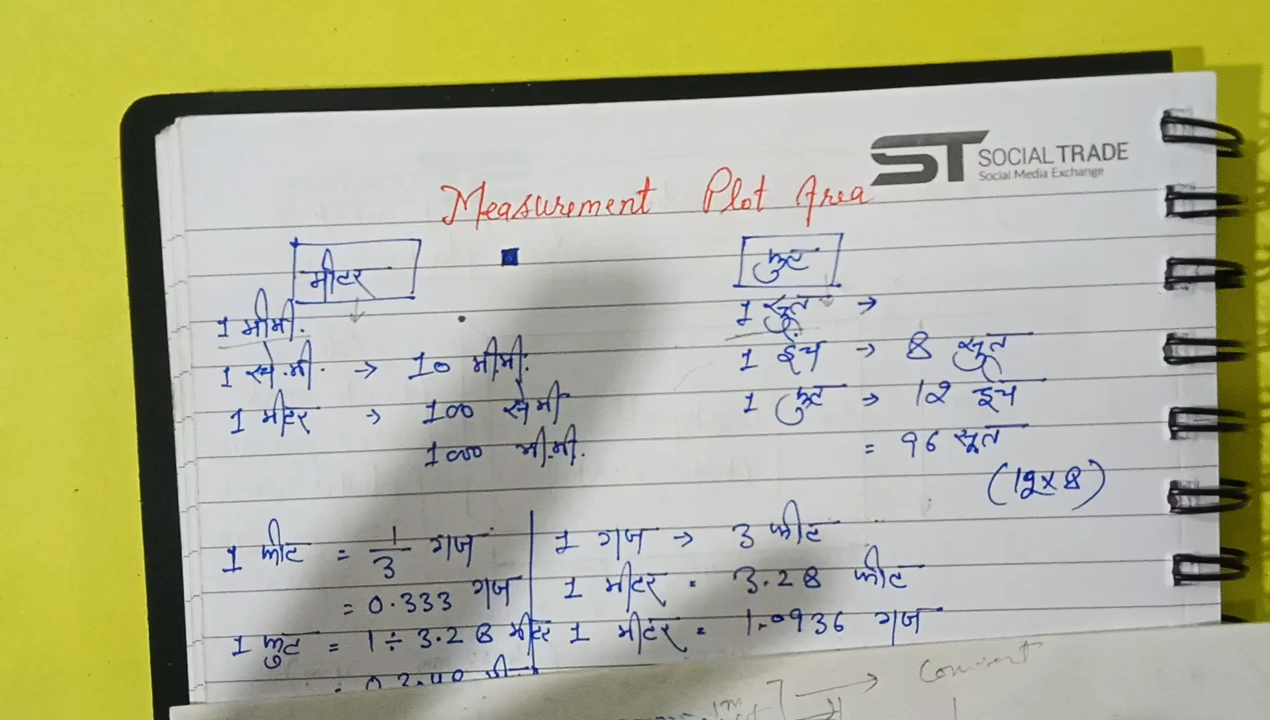 ST SOCIAL TRADE
Social Media Exchange
Measurement Plot Area
मीटर
1 मीमी.
1 से.मी. → 10 मी.मी.
1 मीटर → 100 से मी
1000 मी.मी.
फुट
1 सूत →
1 इंच → 8 सूत
1 फुट → 12 इंच
= 96 सूत
(12×8)
1 फीट = 1/3 गज
= 0.333 गज
1 फुट = 1 ÷ 3.28 मीटर
1 गज → 3 फीट
1 मीटर = 3.28 फीट
1 मीटर = 1.0936 गज
Convert